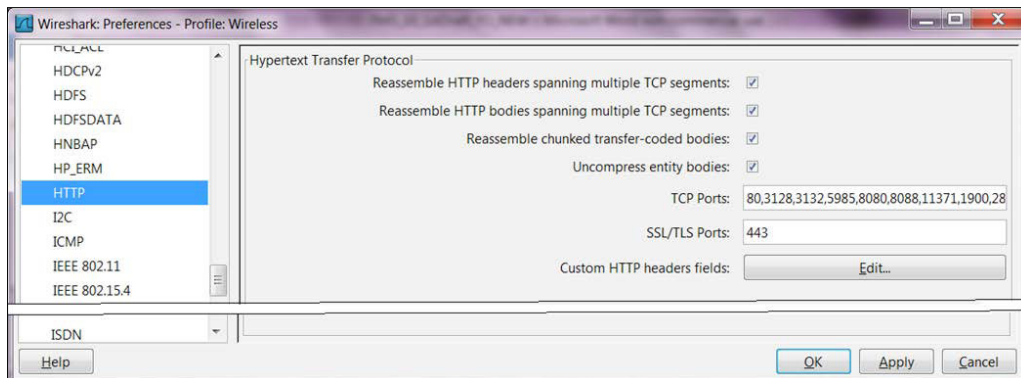 Wireshark: Preferences - Profile: Wireless
HCI_ACL
HDCPv2
HDFS
HDFSDATA
HNBAP
HP_ERM
HTTP
I2C
ICMP
IEEE 802.11
IEEE 802.15.4
ISDN
Hypertext Transfer Protocol
Reassemble HTTP headers spanning multiple TCP segments:
Reassemble HTTP bodies spanning multiple TCP segments:
Reassemble chunked transfer-coded bodies:
Uncompress entity bodies:
TCP Ports: 80,3128,3132,5985,8080,8088,11371,1900,28
SSL/TLS Ports: 443
Custom HTTP headers fields: Edit...
Help OK Apply Cancel